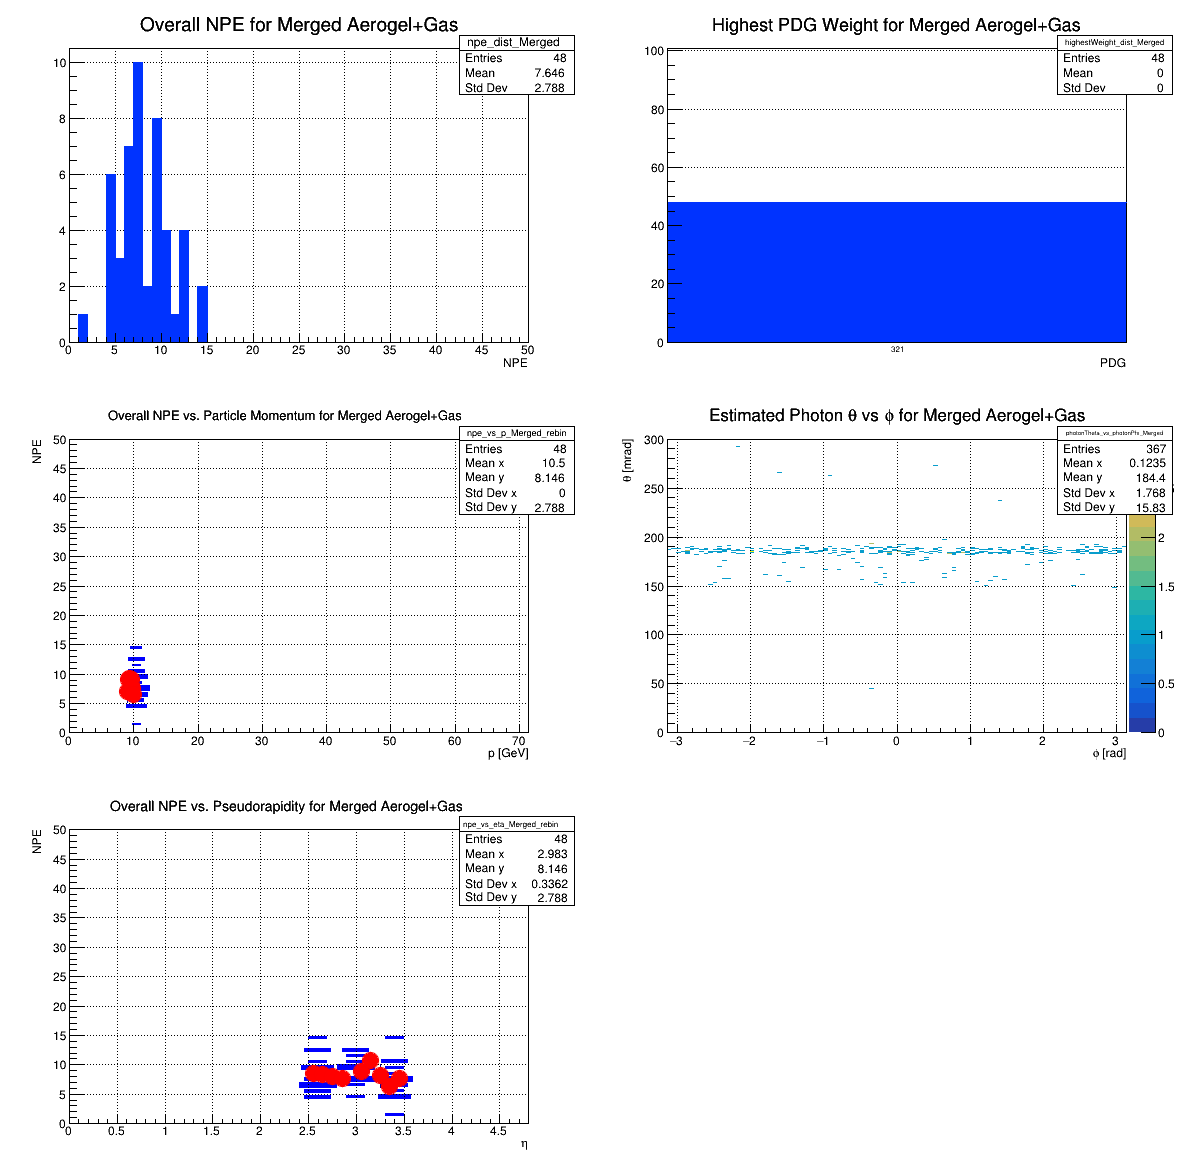 Overall NPE for Merged Aerogel+Gas
npe_dist_Merged
Entries 48
Mean 7.646
Std Dev 2.788
10
8
6
4
2
0
0 5 10 15 20 25 30 35 40 45 50
NPE
Highest PDG Weight for Merged Aerogel+Gas
highestWeight_dist_Merged
Entries 48
Mean 0
Std Dev 0
100
80
60
40
20
0
321
PDG
Overall NPE vs. Particle Momentum for Merged Aerogel+Gas
NPE
npe_vs_p_Merged_rebin
Entries 48
Mean x 10.5
Mean y 8.146
Std Dev x 0
Std Dev y 2.788
50
45
40
35
30
25
20
15
10
5
0
0 10 20 30 40 50 60 70
p [GeV]
Estimated Photon θ vs ϕ for Merged Aerogel+Gas
θ [mrad]
photonTheta_vs_photonPhi_Merged
Entries 367
Mean x 0.1235
Mean y 184.4
Std Dev x 1.768
Std Dev y 15.83
300
250
200
150
100
50
0
−3 −2 −1 0 1 2 3
ϕ [rad]
2
1.5
1
0.5
0
Overall NPE vs. Pseudorapidity for Merged Aerogel+Gas
NPE
npe_vs_eta_Merged_rebin
Entries 48
Mean x 2.983
Mean y 8.146
Std Dev x 0.3362
Std Dev y 2.788
50
45
40
35
30
25
20
15
10
5
0
0 0.5 1 1.5 2 2.5 3 3.5 4 4.5
η